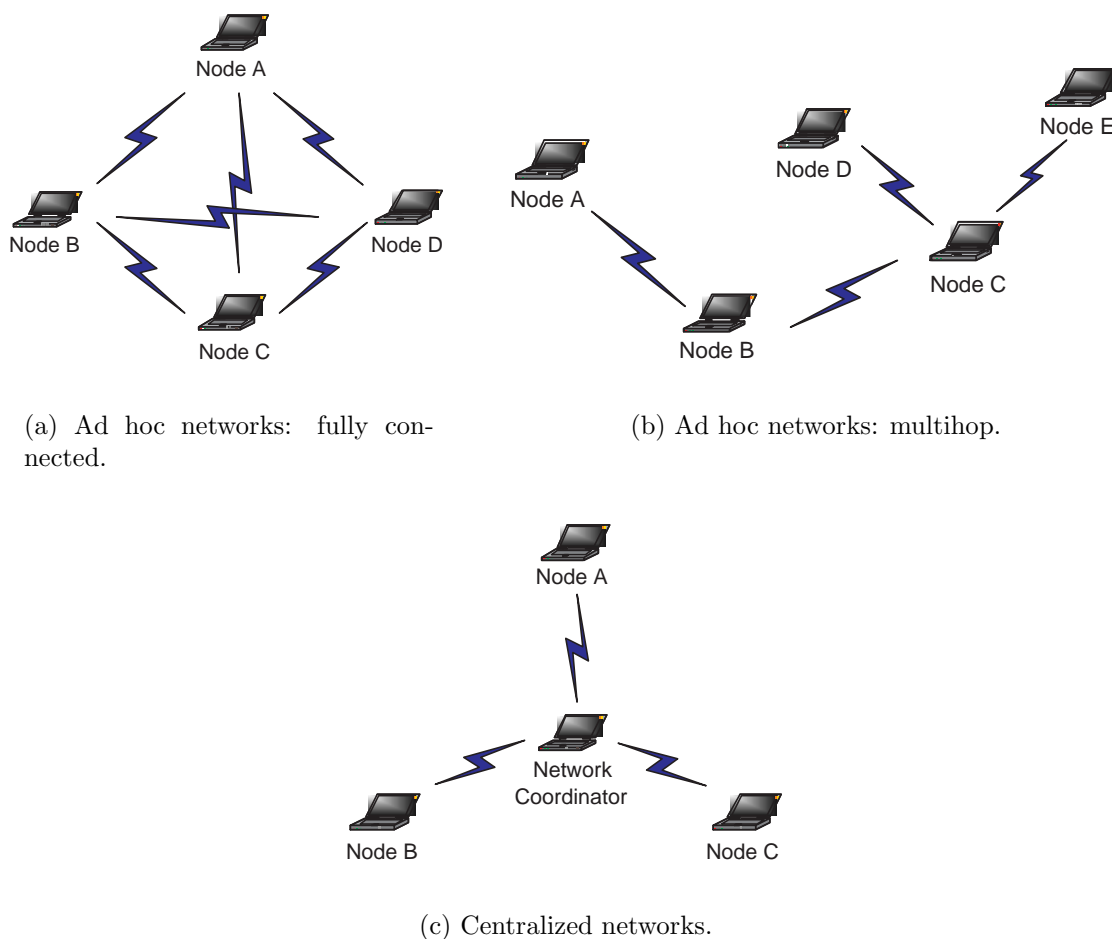 Node A
Node B
Node D
Node C
(a) Ad hoc networks: fully con-
nected.
Node E
Node D
Node A
Node C
Node B
(b) Ad hoc networks: multihop.
Node A
Network
Coordinator
Node B
Node C
(c) Centralized networks.